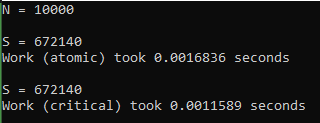 N = 10000
S = 672140
Work (atomic) took 0.0016836 seconds
S = 672140
Work (critical) took 0.0011589 seconds